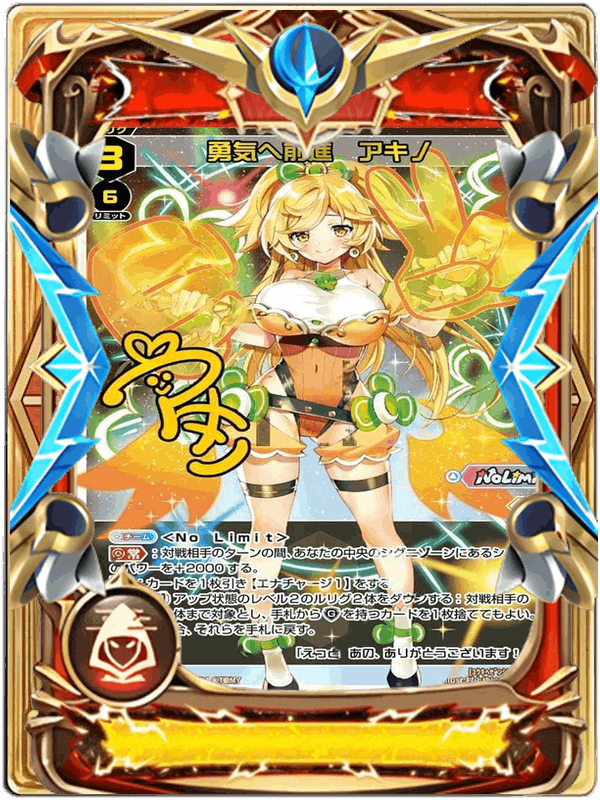 3
勇気へ前進 アキノ
6
リミット
NoLimi
チーム <No Limit>
常:対戦相手のターンの間、あなたの中央のシグニゾーンにあるシ
のパワーを+2000する。
カードを1枚引き【エナチャージ1】をする
アップ状態のレベル2のルリグ2体をダウンする:対戦相手の
体まで対象とし、手札から G を持つカードを1枚捨ててもよい。
合、それらを手札に戻す。
「えっと あの、ありがとうございます!
©TOMY